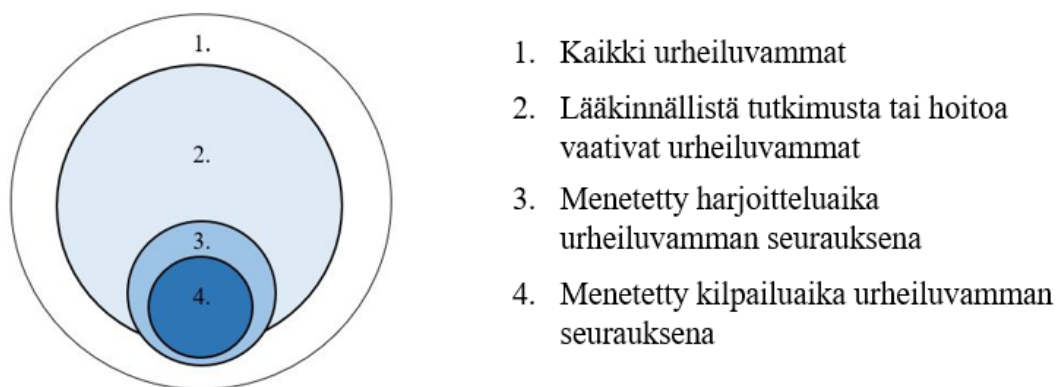 1.
2.
3.
4.
1. Kaikki urheiluvammat
2. Lääkinnällistä tutkimusta tai hoitoa
vaativat urheiluvammat
3. Menetetty harjoitteluaika
urheiluvamman seurauksena
4. Menetetty kilpailuaika urheiluvamman
seurauksena